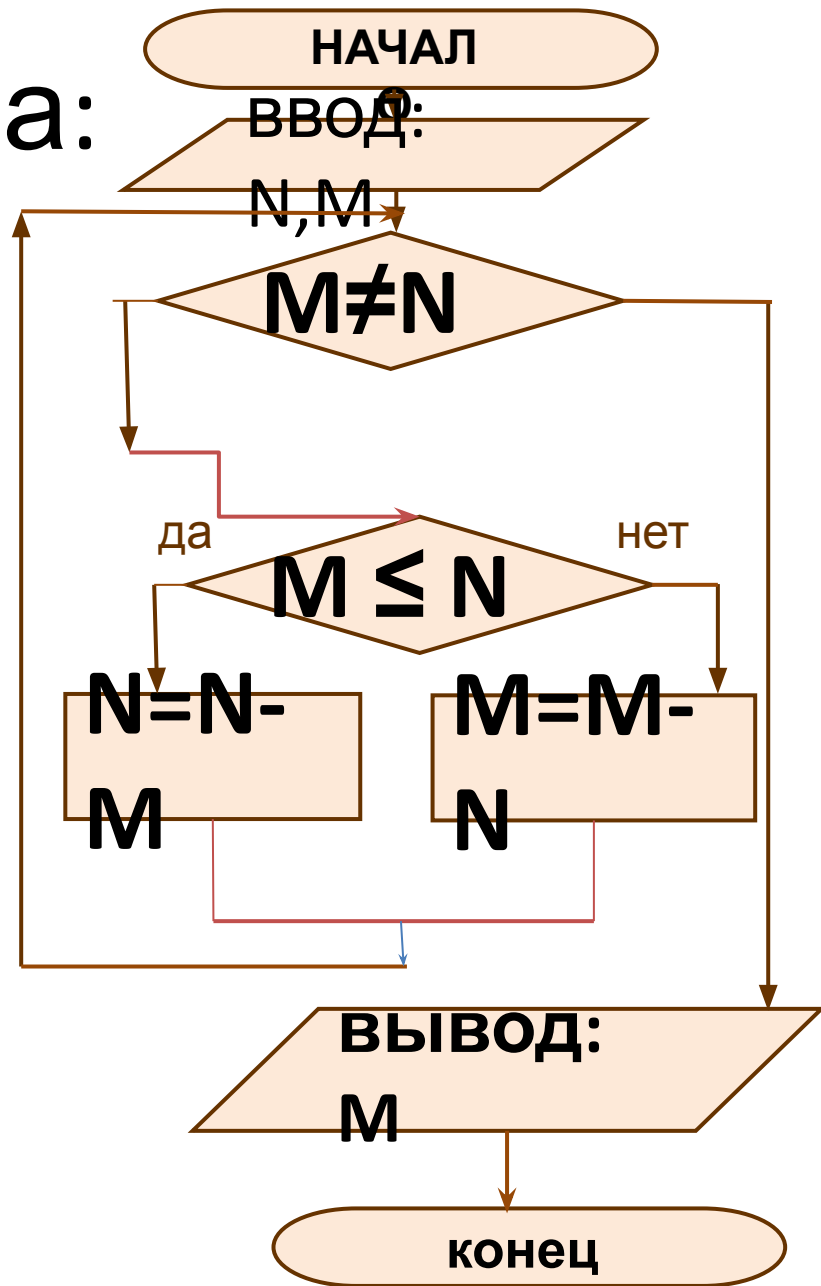 НАЧАЛ
О
а:
ввод:
N,M
M≠N
да
нет
M ≤ N
N=N-
M
M=M-
N
вывод:
M
конец